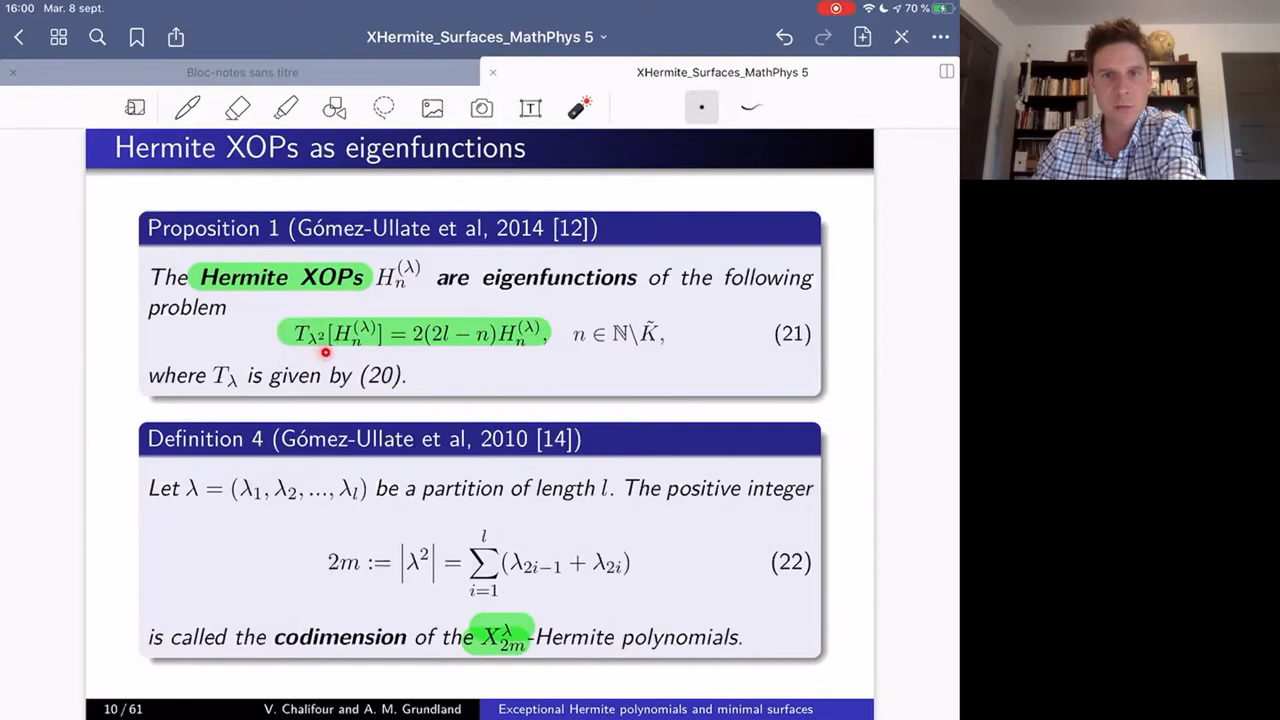 16:00 Mar. 8 sept. 70 %
XHermite_Surfaces_MathPhys 5
Bloc-notes sans titre XHermite_Surfaces_MathPhys 5
Hermite XOPs as eigenfunctions
Proposition 1 (Gómez-Ullate et al, 2014 [12])
The Hermite XOPs H_n^{(λ)} are eigenfunctions of the following
problem
T_{λ^2}[H_n^{(λ)}] = 2(2l − n)H_n^{(λ)}, n ∈ ℕ\K̃, (21)
where T_λ is given by (20).
Definition 4 (Gómez-Ullate et al, 2010 [14])
Let λ = (λ_1, λ_2, ..., λ_l) be a partition of length l. The positive integer
2m := |λ^2| = ∑_{i=1}^{l} (λ_{2i−1} + λ_{2i}) (22)
is called the codimension of the X_{2m}^λ-Hermite polynomials.
10 / 61 V. Chalifour and A. M. Grundland Exceptional Hermite polynomials and minimal surfaces